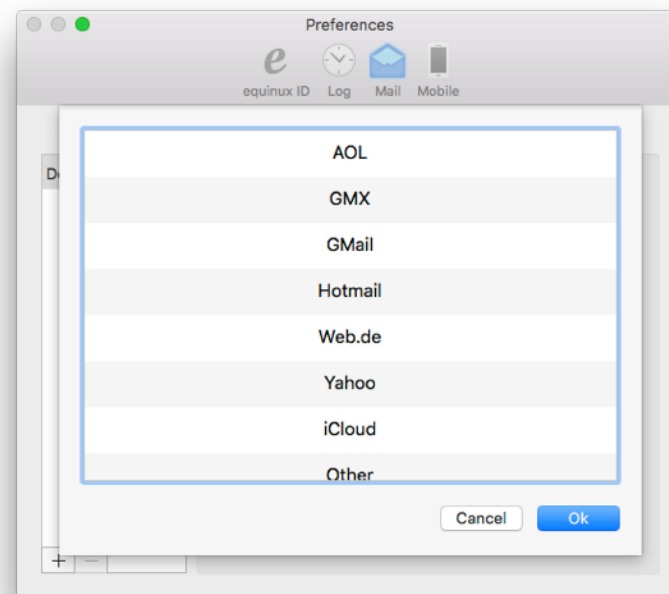 Preferences
equinux ID Log Mail Mobile
AOL
GMX
GMail
Hotmail
Web.de
Yahoo
iCloud
Other
Cancel Ok
+ −